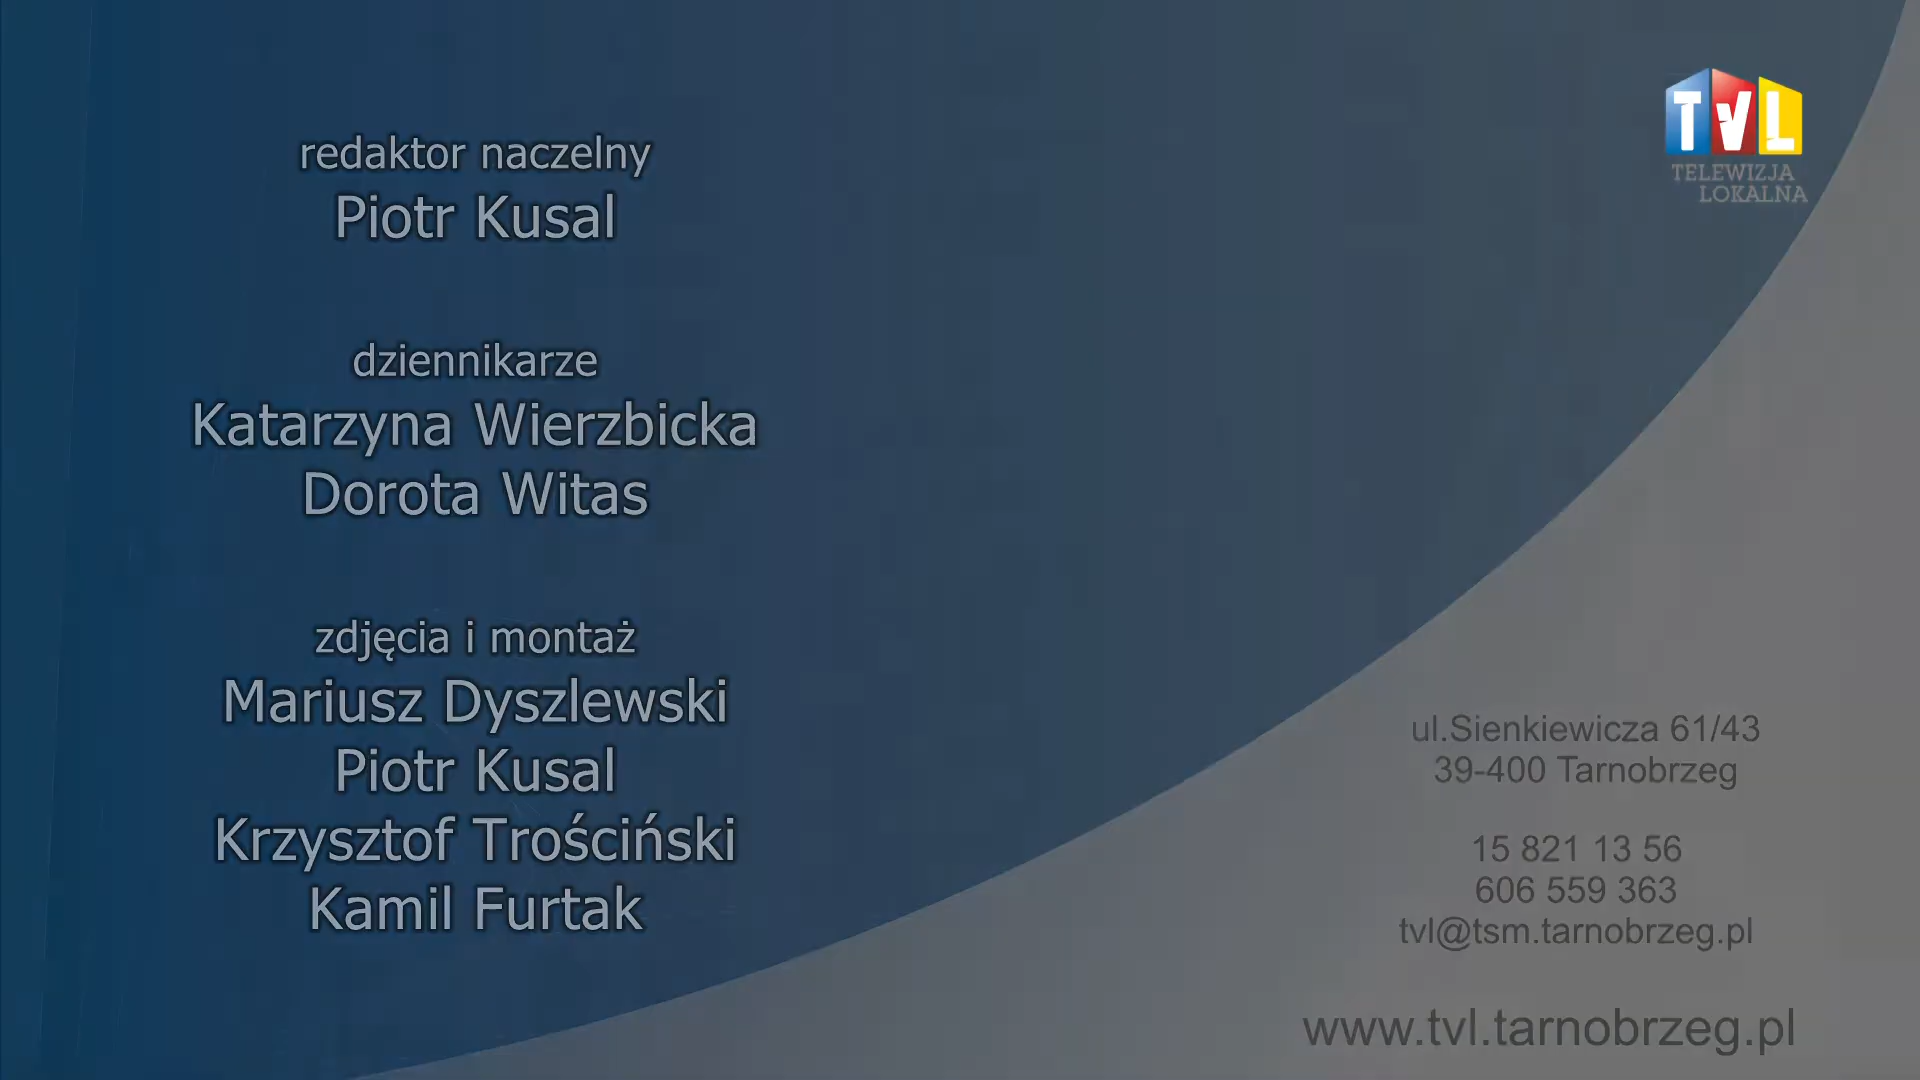 redaktor naczelny
Piotr Kusal
dziennikarze
Katarzyna Wierzbicka
Dorota Witas
zdjęcia i montaż
Mariusz Dyszlewski
Piotr Kusal
Krzysztof Trościński
Kamil Furtak
TVL
TELEWIZJA
LOKALNA
ul.Sienkiewicza 61/43
39-400 Tarnobrzeg
15 821 13 56
606 559 363
tvl@tsm.tarnobrzeg.pl
www.tvl.tarnobrzeg.pl